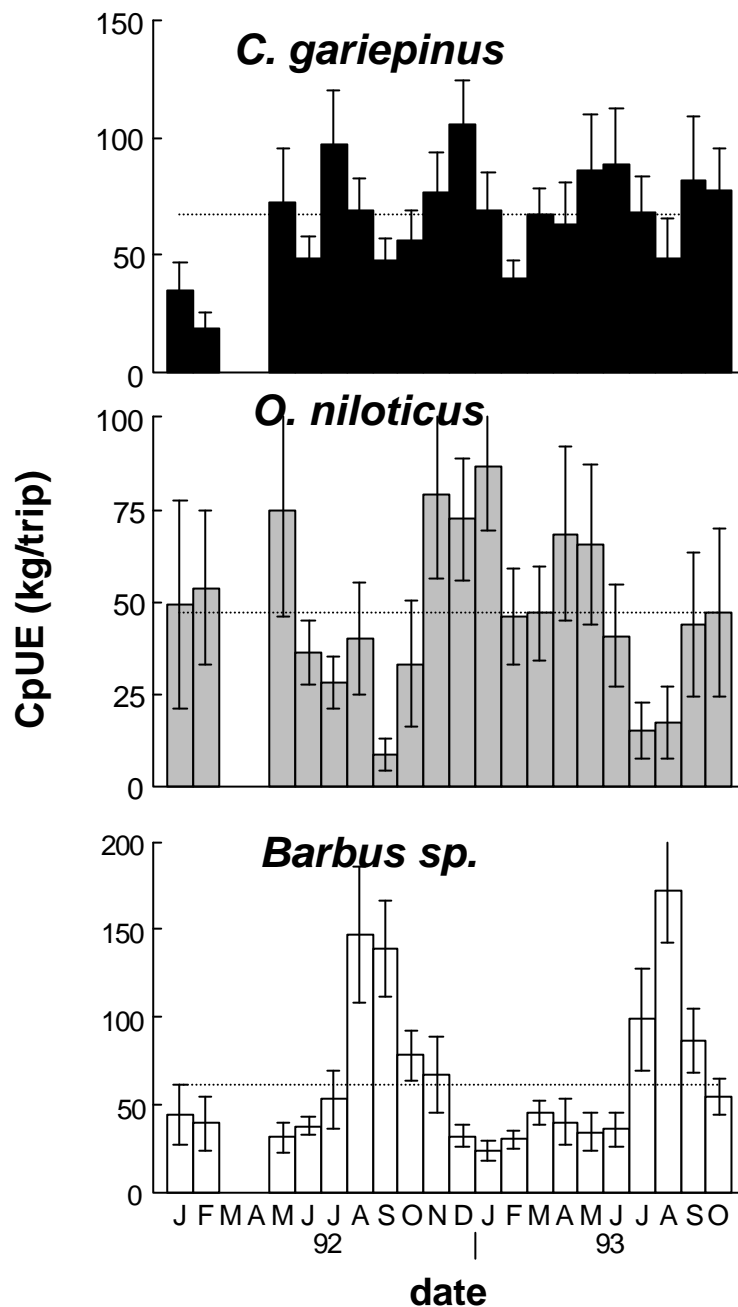 150
C. gariepinus
100
50
0
O. niloticus
100
75
50
25
0
CpUE (kg/trip)
200
Barbus sp.
150
100
50
0
J F M A M J J A S O N D J F M A M J J A S O
92 | 93
date